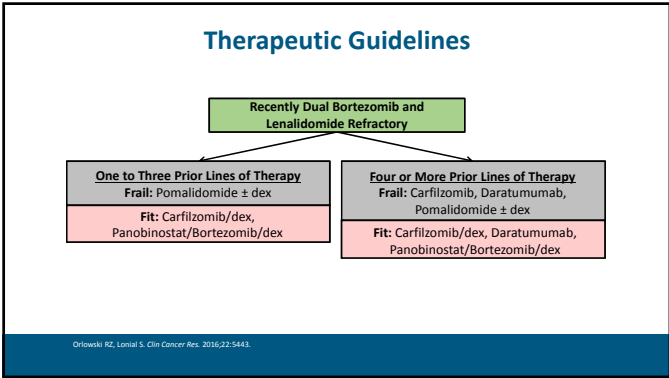 Therapeutic Guidelines
Recently Dual Bortezomib and
Lenalidomide Refractory
One to Three Prior Lines of Therapy
Frail: Pomalidomide ± dex
Fit: Carfilzomib/dex,
Panobinostat/Bortezomib/dex
Four or More Prior Lines of Therapy
Frail: Carfilzomib, Daratumumab,
Pomalidomide ± dex
Fit: Carfilzomib/dex, Daratumumab,
Panobinostat/Bortezomib/dex
Orlowski RZ, Lonial S. Clin Cancer Res. 2016;22:5443.